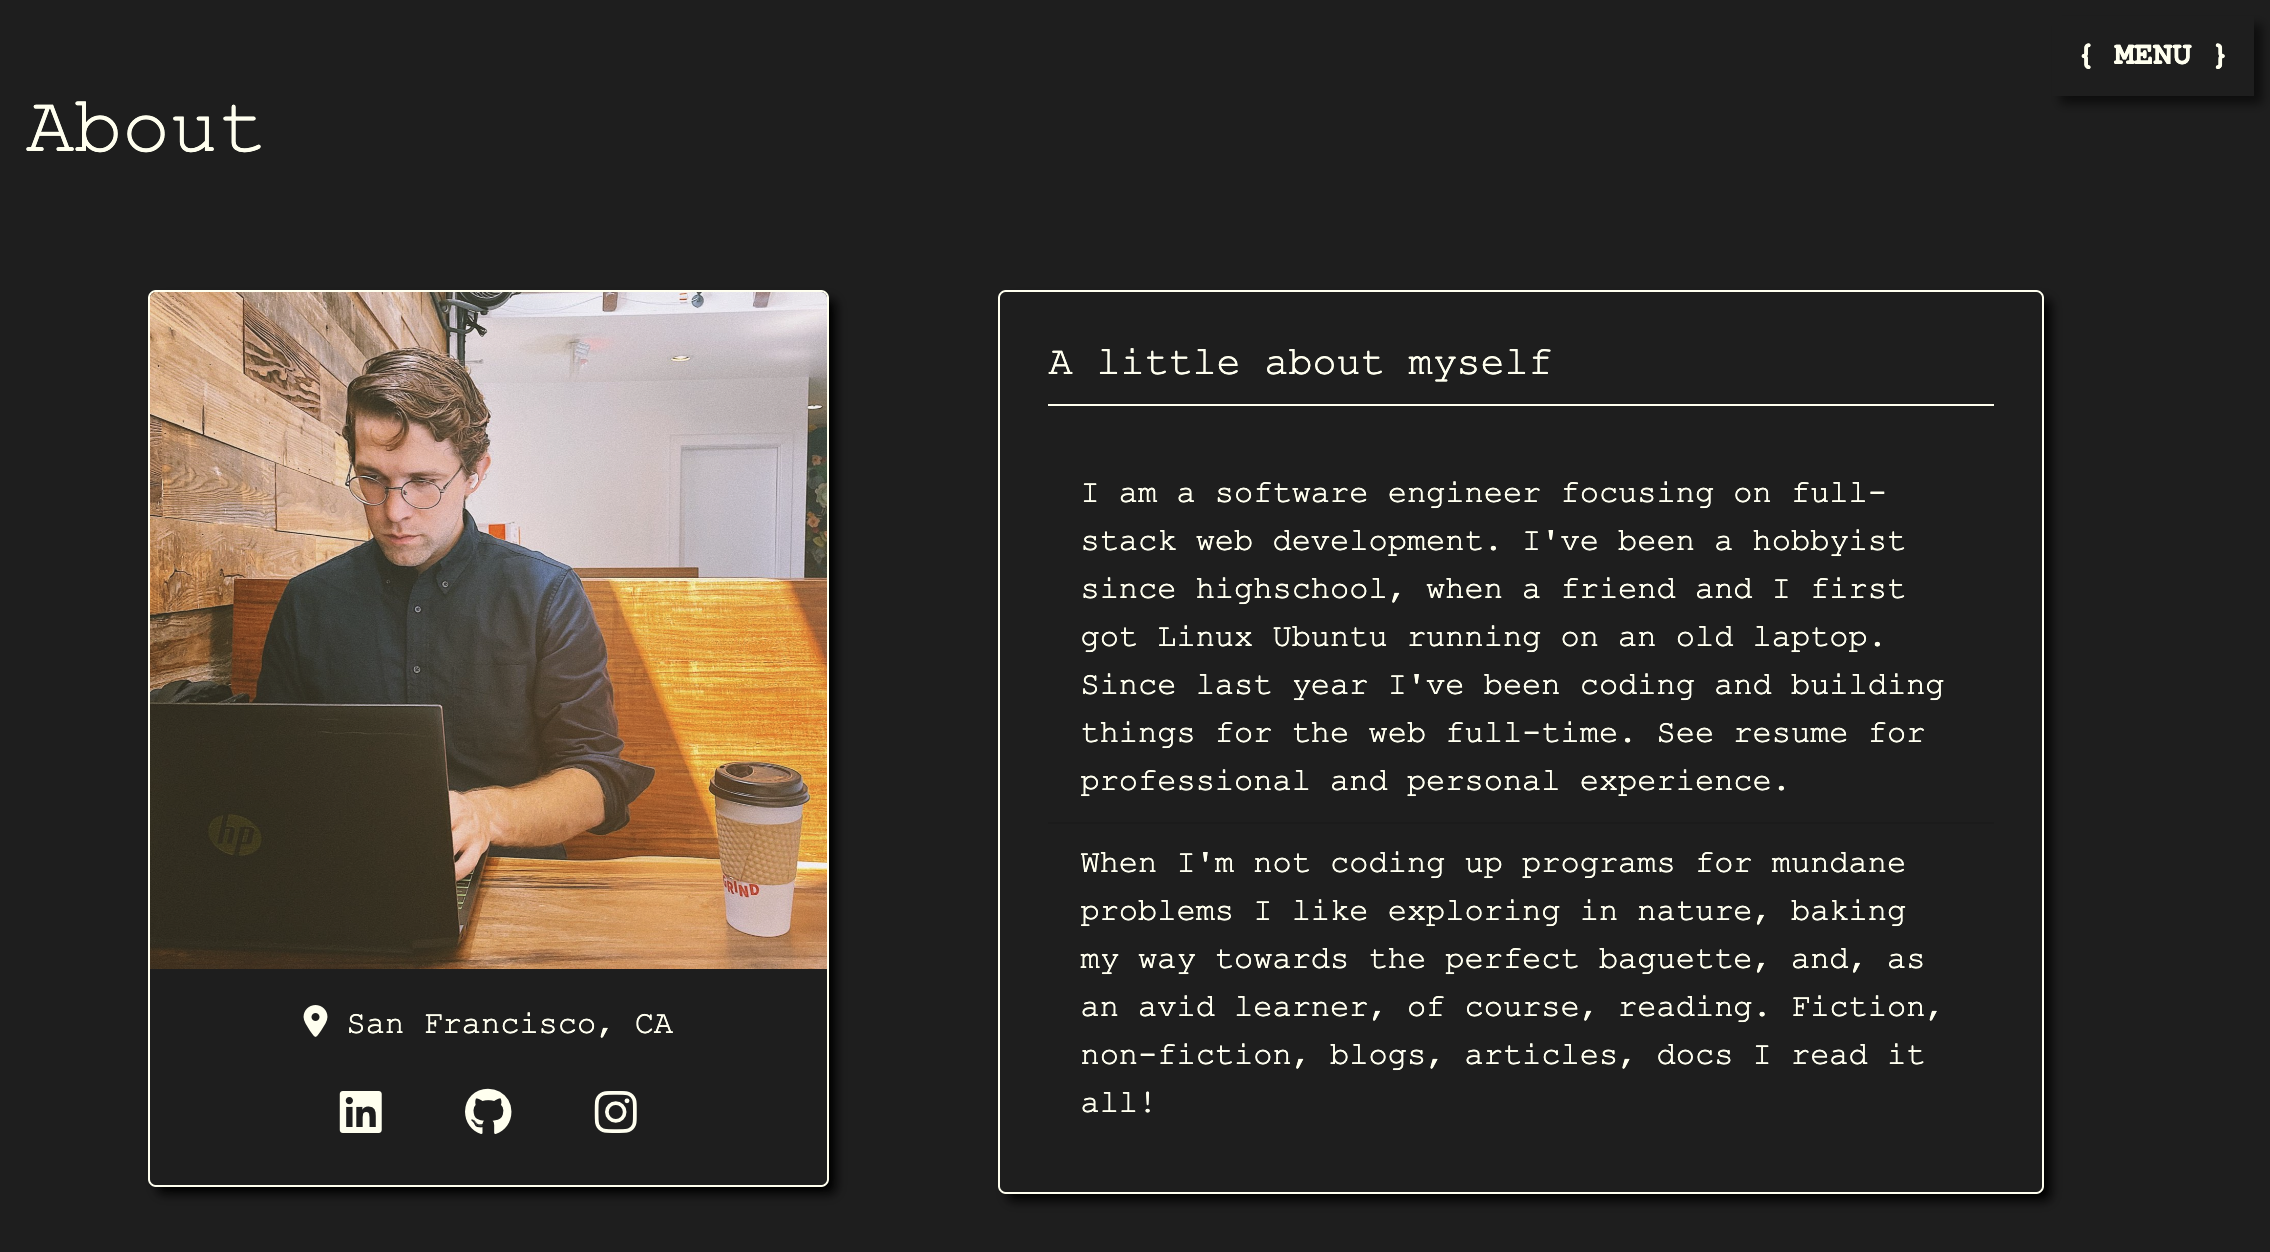 { MENU }
About
A little about myself
I am a software engineer focusing on full-
stack web development. I've been a hobbyist
since highschool, when a friend and I first
got Linux Ubuntu running on an old laptop.
Since last year I've been coding and building
things for the web full-time. See resume for
professional and personal experience.
When I'm not coding up programs for mundane
problems I like exploring in nature, baking
my way towards the perfect baguette, and, as
an avid learner, of course, reading. Fiction,
non-fiction, blogs, articles, docs I read it
all!
hp
GRIND
San Francisco, CA
in